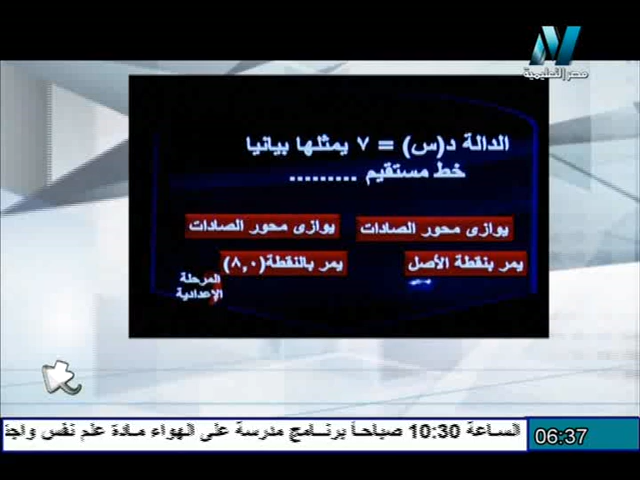 مصر التعليمية
الدالة د(س) = ٧ يمثلها بيانيا
خط مستقيم .........
يوازى محور الصادات
يوازى محور الصادات
يمر بنقطة الأصل
يمر بالنقطة(٨,٠)
المرحلة
الإعدادية
الساعة 10:30 صباحاً برنامج مدرسة على الهواء مادة علم نفس واجتـ
06:37